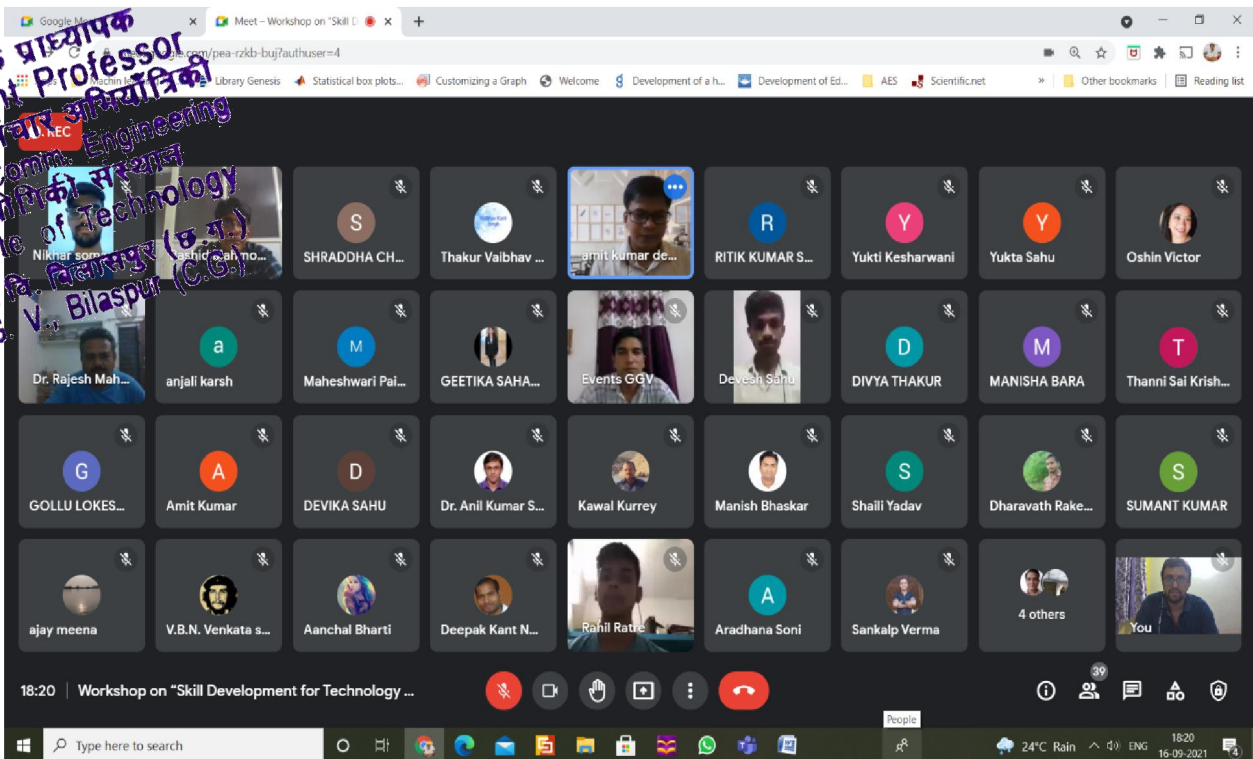 Meet – Workshop on "Skill D
/pea-rzkb-buj?authuser=4
Library Genesis
Statistical box plots...
Customizing a Graph
Welcome
Development of a h...
Development of Ed...
AES
Scientific.net
»
Other bookmarks
Reading list
प्राध्यापक
Professor
अभियांत्रिकी
Engineering
संस्थान
of Technology
बिलासपुर (छ.ग.)
V., Bilaspur (C.G.)
REC
SHRADDHA CH...
Thakur Vaibhav ...
amit kumar de...
R
RITIK KUMAR S...
Y
Yukti Kesharwani
Y
Yukta Sahu
Oshin Victor
S
Dr. Rajesh Mah...
a
anjali karsh
M
Maheshwari Pai...
GEETIKA SAHA...
Events GGV
Devesh Sahu
D
DIVYA THAKUR
M
MANISHA BARA
T
Thanni Sai Krish...
G
GOLLU LOKES...
A
Amit Kumar
D
DEVIKA SAHU
Dr. Anil Kumar S...
Kawal Kurrey
Manish Bhaskar
S
Shaili Yadav
Dharavath Rake...
S
SUMANT KUMAR
ajay meena
V.B.N. Venkata s...
Aanchal Bharti
Deepak Kant N...
Rahil Ratre
A
Aradhana Soni
Sankalp Verma
4 others
You
18:20 | Workshop on "Skill Development for Technology ...
39
People
Type here to search
24°C Rain
ENG
18:20
16-09-2021
4